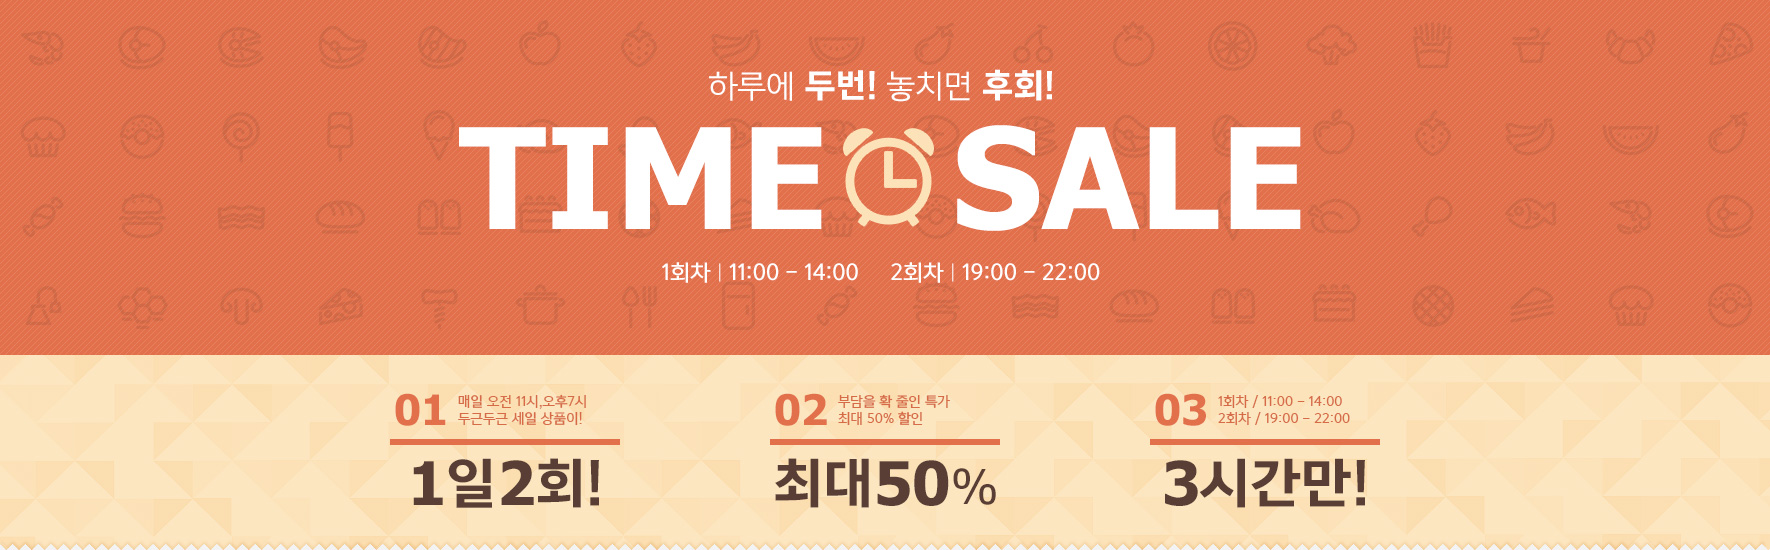 하루에 두번! 놓치면 후회!
TIME SALE
1회차 | 11:00 - 14:00 2회차 | 19:00 - 22:00
01
매일 오전 11시,오후7시
두근두근 세일 상품이!
1일2회!
02
부담을 확 줄인 특가
최대 50% 할인
최대50%
03
1회차 / 11:00 - 14:00
2회차 / 19:00 - 22:00
3시간만!